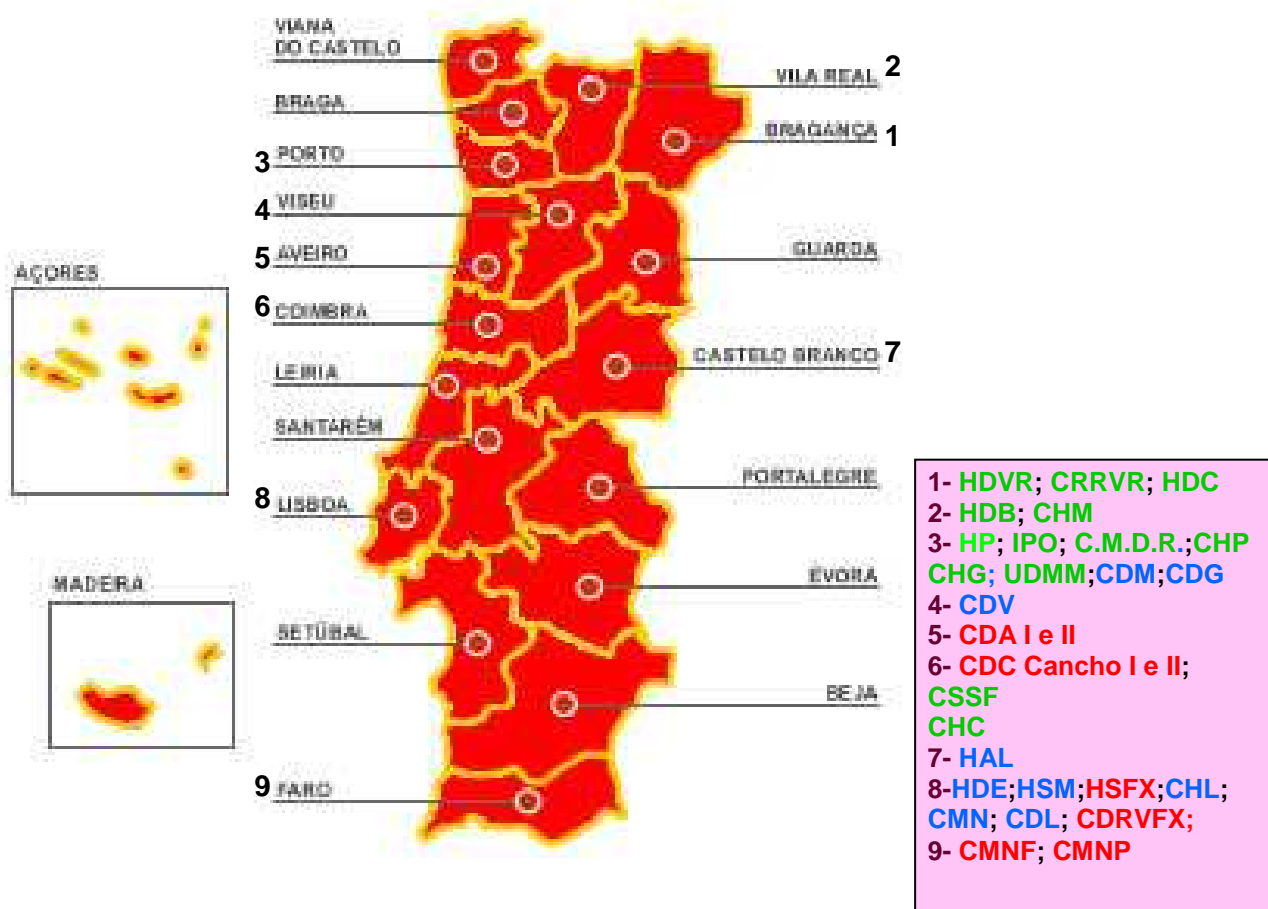 VIANA
DO CASTELO
BRAGA
3 PORTO
4 VISEU
5 AVEIRO
6 COIMBRA
LEIRIA
SANTARÉM
8 LISBOA
SETÚBAL
9 FARO
VILA REAL 2
BRAGANÇA 1
GUARDA
CASTELO BRANCO 7
PORTALEGRE
EVORA
BEJA
AÇORES
MADEIRA
1- HDVR; CRRVR; HDC
2- HDB; CHM
3- HP; IPO; C.M.D.R.;CHP
CHG; UDMM;CDM;CDG
4- CDV
5- CDA I e II
6- CDC Cancho I e II;
CSSF
CHC
7- HAL
8-HDE;HSM;HSFX;CHL;
CMN; CDL; CDRVFX;
9- CMNF; CMNP